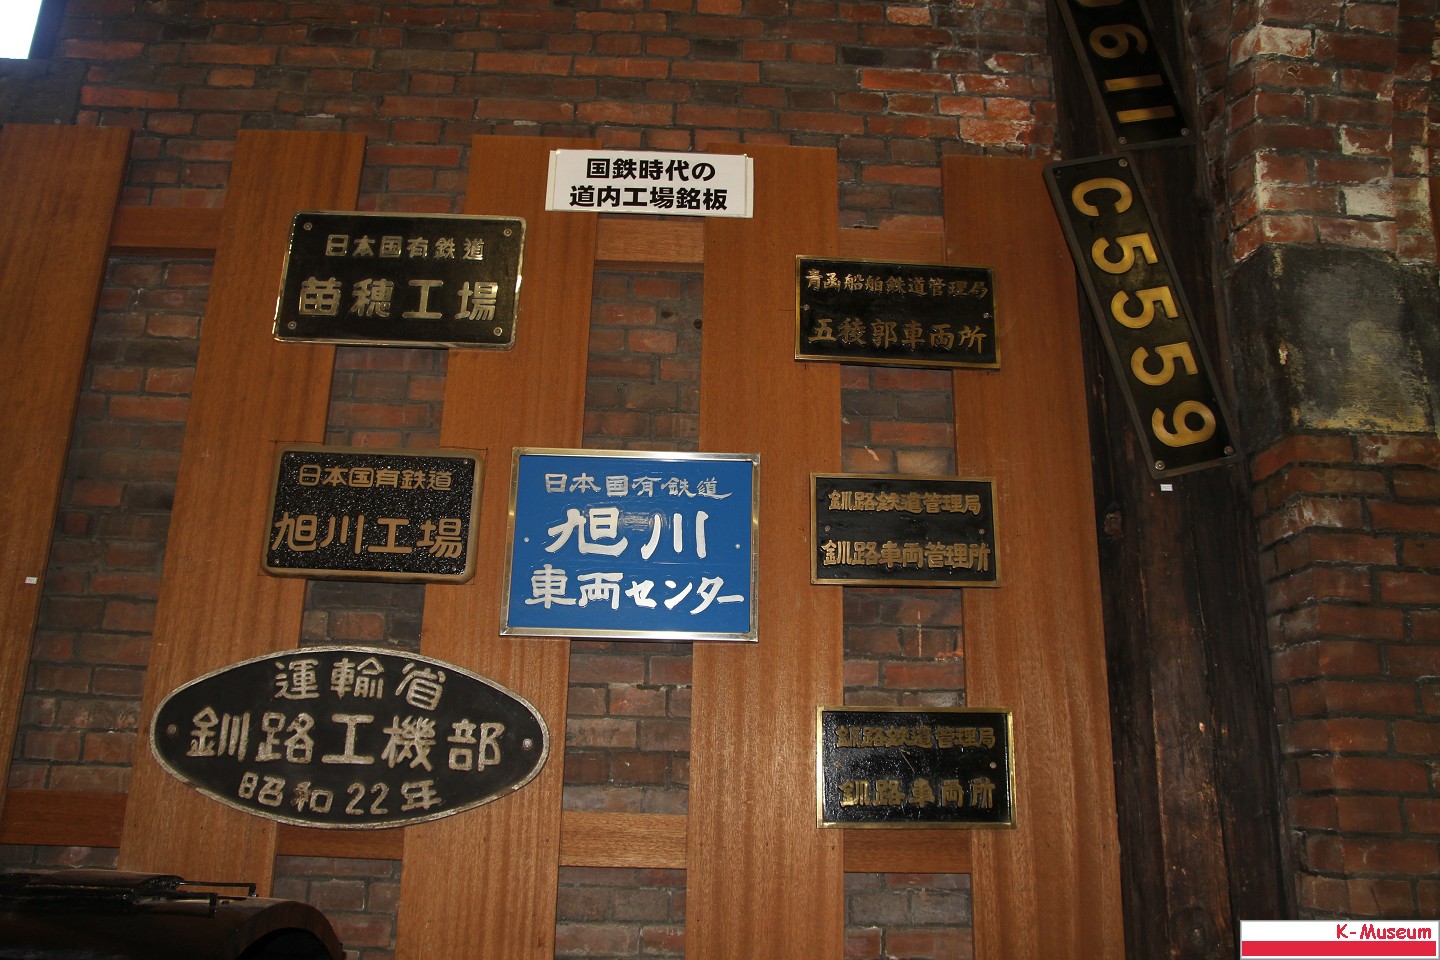 国鉄時代の
道内工場銘板
日本国有鉄道
苗穂工場
青函船舶鉄道管理局
五稜郭車両所
日本国有鉄道
旭川工場
日本国有鉄道
旭川
車両センター
釧路鉄道管理局
釧路車両管理所
運輸省
釧路工機部
昭和22年
釧路鉄道管理局
釧路車両所
9611
C5559
K-Museum